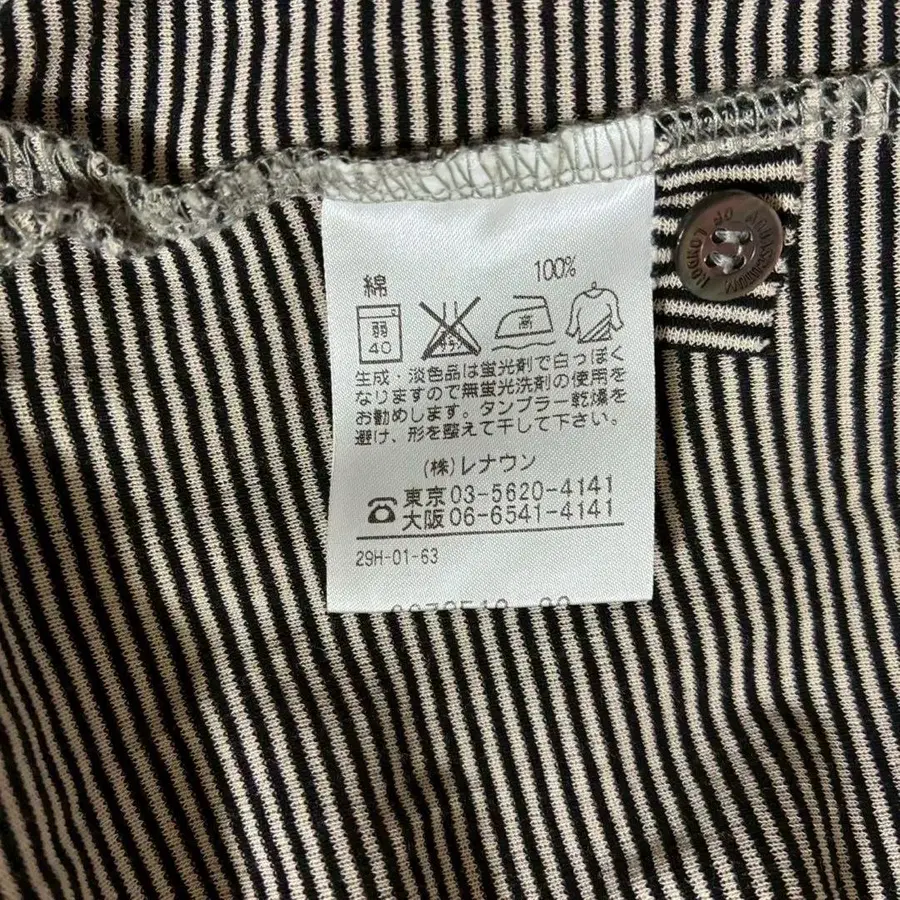 綿 100%
弱
40
高
生成・淡色品は蛍光剤で白っぽく
なりますので無蛍光洗剤の使用を
お勧めします。タンブラー乾燥を
避け、形を整えて干して下さい。
(株)レナウン
東京03-5620-4141
大阪06-6541-4141
29H-01-63
AQUASCUTUM OF LONDON